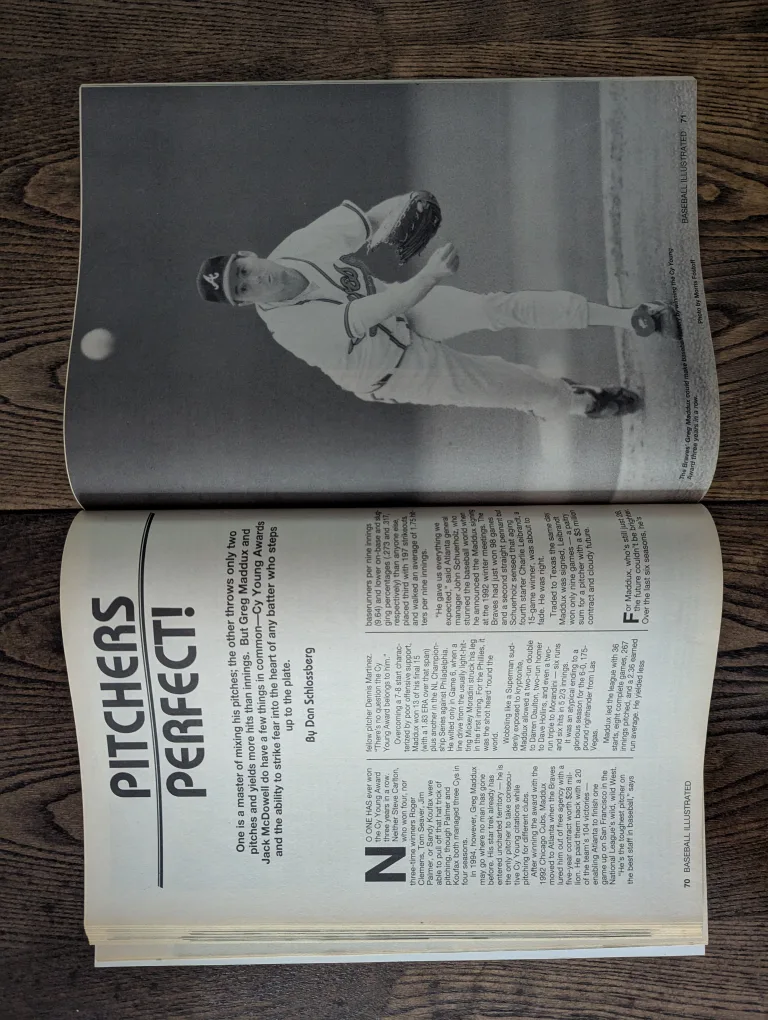 PITCHERS
PERFECT!
One is a master of mixing his pitches; the other throws only two
pitches and yields more hits than innings. But Greg Maddux and
Jack McDowell do have a few things in common—Cy Young Awards
and the ability to strike fear into the heart of any batter who steps
up to the plate.
By Dan Schlossberg
NO ONE HAS ever won
the Cy Young Award
three years in a row.
Neither Steve Carlton,
who won four, nor
three-time winners Roger
Clemens, Tom Seaver, Jim
Palmer, or Sandy Koufax were
able to pull off that hat trick of
pitching, though Palmer and
Koufax both managed three Cys in
four seasons.
In 1994, however, Greg Maddux
may go where no man has gone
before. His star trek already has
entered uncharted territory — he is
the only pitcher to take consecu-
tive Cy Young citations while
pitching for different clubs.
After winning the award with the
1992 Chicago Cubs, Maddux
moved to Atlanta when the Braves
lured him out of free agency with a
five-year contract worth $28 mil-
lion. He paid them back with a 20
of the team's 104 victories —
enabling Atlanta to finish one
game up on San Francisco in the
National League's wild, wild West.
"He's the toughest pitcher on
the best staff in baseball," says
fellow pitcher Dennis Martinez.
"There's no question the Cy
Young Award belongs to him."
Overcoming a 7-8 start charac-
terized by poor offensive support,
Maddux won 13 of his final 15
(with a 1.83 ERA over that span)
plus another in the NL Champion-
ship Series against Philadelphia.
He wilted only in Game 6, when a
line drive from the usually light-hit-
ting Mickey Morandini struck his leg
in the first inning. For the Phillies, it
was the shot heard 'round the
world.
Wobbling like a Superman sud-
denly exposed to kryptonite,
Maddux allowed a two-run double
to Darren Daulton, two-run homer
to Dave Hollins, and even a two-
run triple to Morandini — six runs
and six hits in 5 2/3 innings.
It was an atypical ending to a
glorious season for the 6-0, 175-
pound righthander from Las
Vegas.
Maddux led the league with 36
starts, eight complete games, 267
innings pitched, and a 2.36 earned
run average. He yielded less
baserunners per nine innings
(9.64) and lower on-base and slug-
ging percentages (.273 and .317,
respectively) than anyone else,
placed third with 197 strikeouts,
and walked an average of 1.75 hit-
ters per nine innings.
"He gave us everything we
expected," said Atlanta general
manager John Schuerholz, who
stunned the baseball world when
he announced the Maddux signing
at the 1992 winter meetings. The
Braves had just won 98 games
and a second straight pennant but
Schuerholz sensed that aging
fourth starter Charlie Leibrandt, a
15-game winner, was about to
fade. He was right.
Traded to Texas the same day
Maddux was signed, Leibrandt
won only nine games — a paltry
sum for a pitcher with a $3 million
contract and cloudy future.
For Maddux, who's still just 28,
the future couldn't be brighter.
Over the last six seasons, he's
70 BASEBALL ILLUSTRATED
A
The Braves' Greg Maddux could make baseball history by winning the Cy Young
Award three years in a row.
Photo by Morris Fostoff
BASEBALL ILLUSTRATED 71